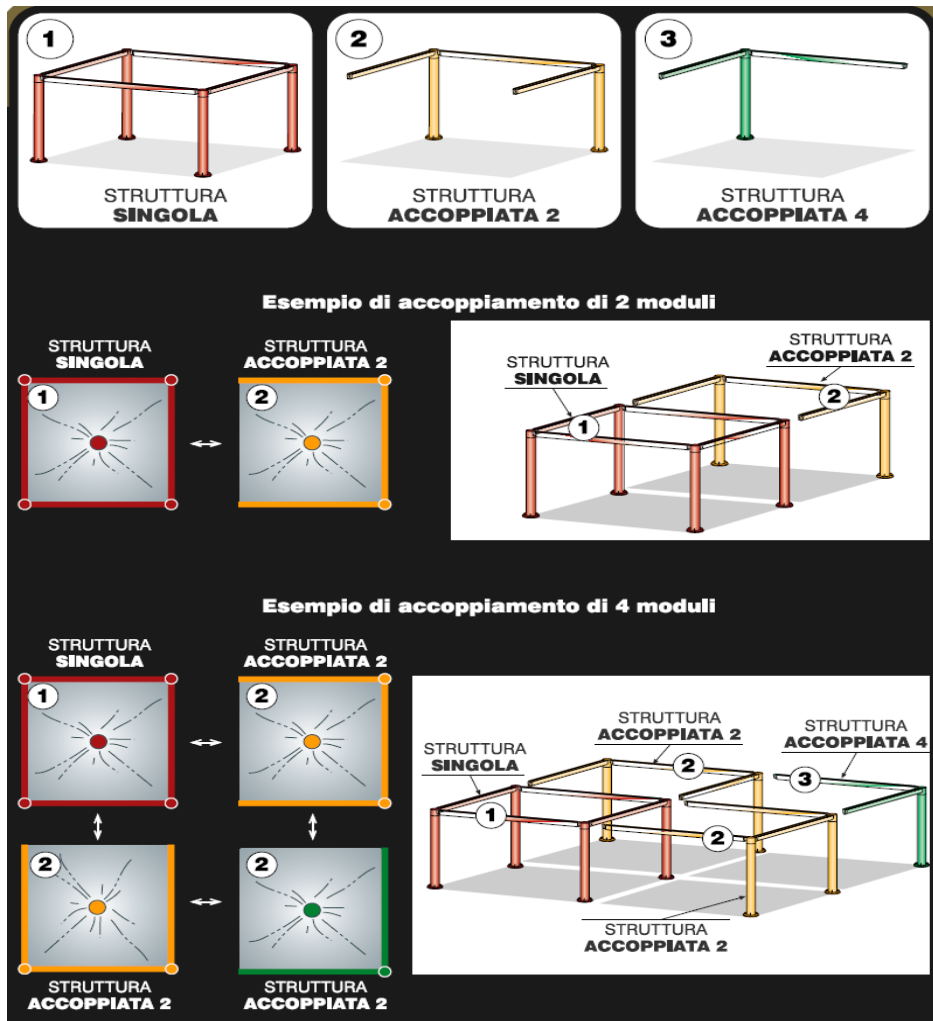 1
STRUTTURA
SINGOLA
2
STRUTTURA
ACCOPPIATA 2
3
STRUTTURA
ACCOPPIATA 4
Esempio di accoppiamento di 2 moduli
STRUTTURA
SINGOLA
1
STRUTTURA
ACCOPPIATA 2
2
STRUTTURA
SINGOLA
1
STRUTTURA
ACCOPPIATA 2
2
Esempio di accoppiamento di 4 moduli
STRUTTURA
SINGOLA
1
STRUTTURA
ACCOPPIATA 2
2
2
STRUTTURA
ACCOPPIATA 2
2
STRUTTURA
ACCOPPIATA 2
STRUTTURA
SINGOLA
1
STRUTTURA
ACCOPPIATA 2
2
STRUTTURA
ACCOPPIATA 4
3
2
STRUTTURA
ACCOPPIATA 2